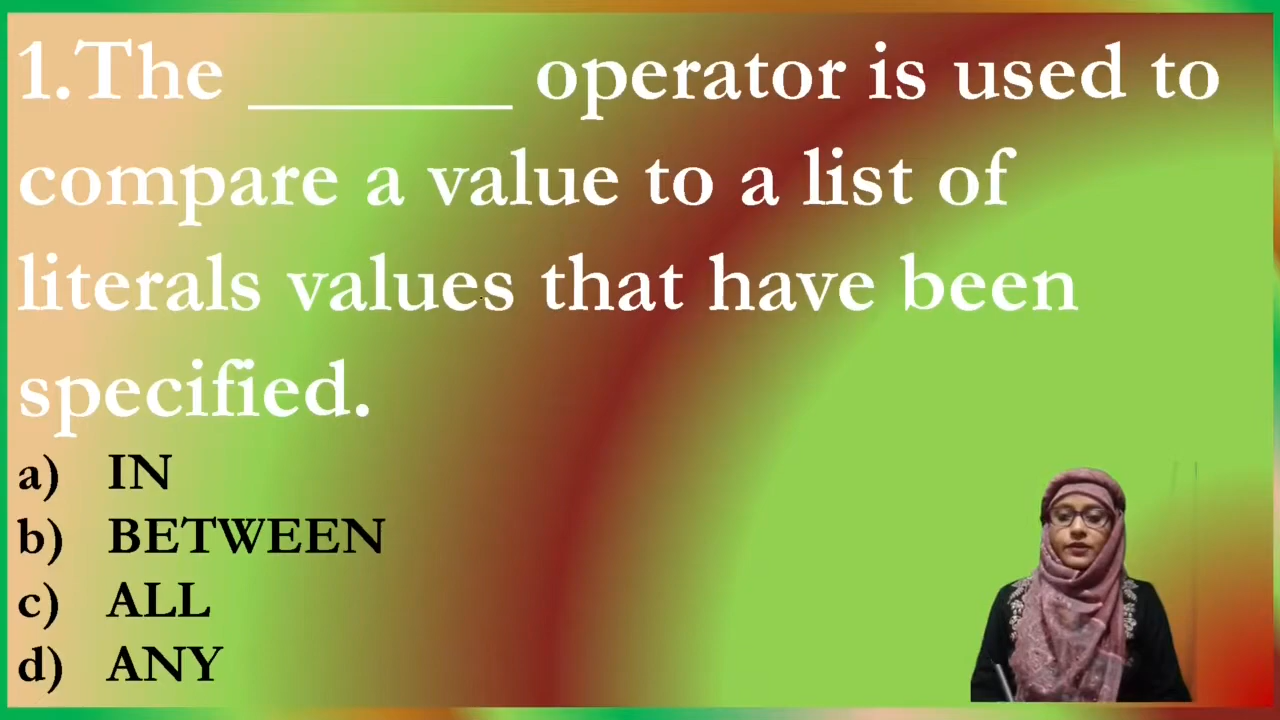 1.The ______ operator is used to
compare a value to a list of
literals values that have been
specified.
a) IN
b) BETWEEN
c) ALL
d) ANY